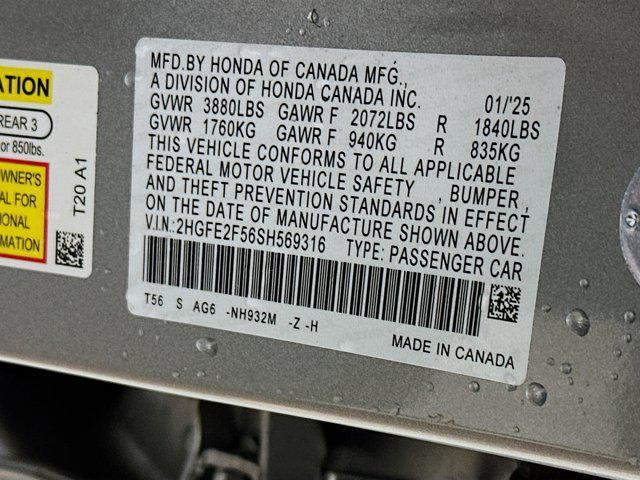 ATION
REAR 3
or 850lbs.
OWNER'S
AL FOR
IONAL
RMATION
T20 A1
MFD.BY HONDA OF CANADA MFG.,
A DIVISION OF HONDA CANADA INC. 01/'25
GVWR 3880LBS GAWR F 2072LBS R 1840LBS
GVWR 1760KG GAWR F 940KG R 835KG
THIS VEHICLE CONFORMS TO ALL APPLICABLE
FEDERAL MOTOR VEHICLE SAFETY , BUMPER,
AND THEFT PREVENTION STANDARDS IN EFFECT
ON THE DATE OF MANUFACTURE SHOWN ABOVE.
V.I.N.:2HGFE2F56SH569316 TYPE: PASSENGER CAR
T56 S AG6 -NH932M -Z -H
MADE IN CANADA